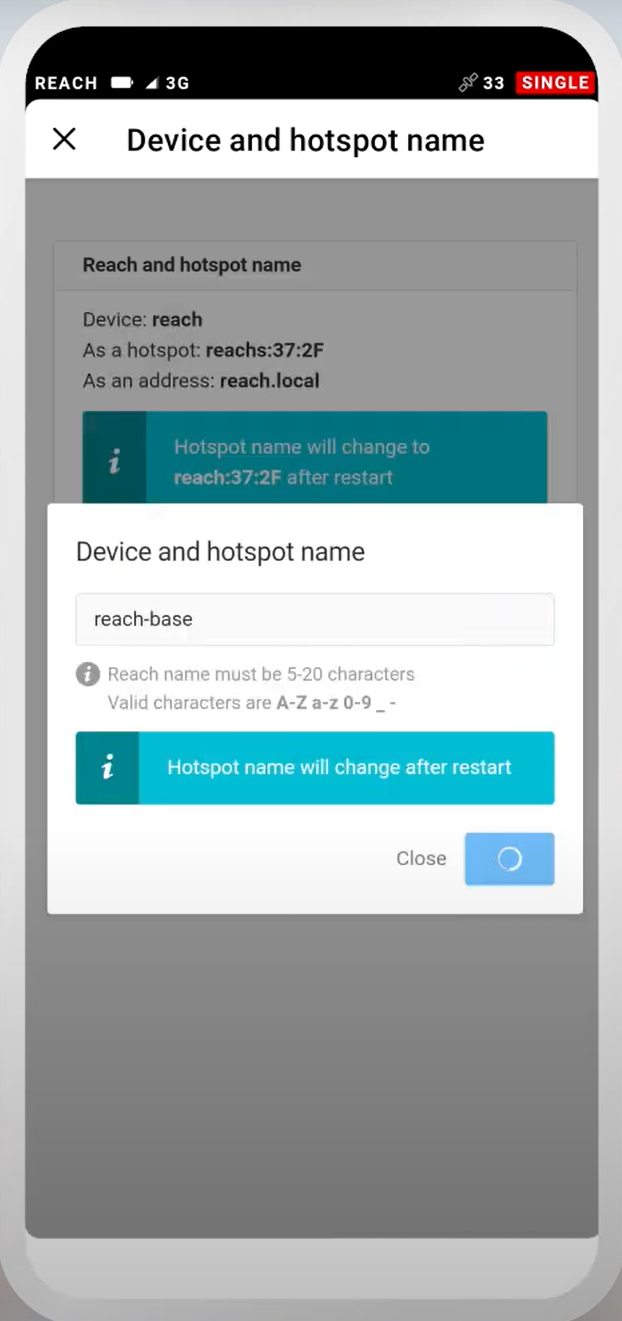 REACH 3G 33 SINGLE
Device and hotspot name
Reach and hotspot name
Device: reach
As a hotspot: reachs:37:2F
As an address: reach.local
i Hotspot name will change to
reach:37:2F after restart
Device and hotspot name
reach-base
i Reach name must be 5-20 characters
Valid characters are A-Z a-z 0-9 _ -
i Hotspot name will change after restart
Close